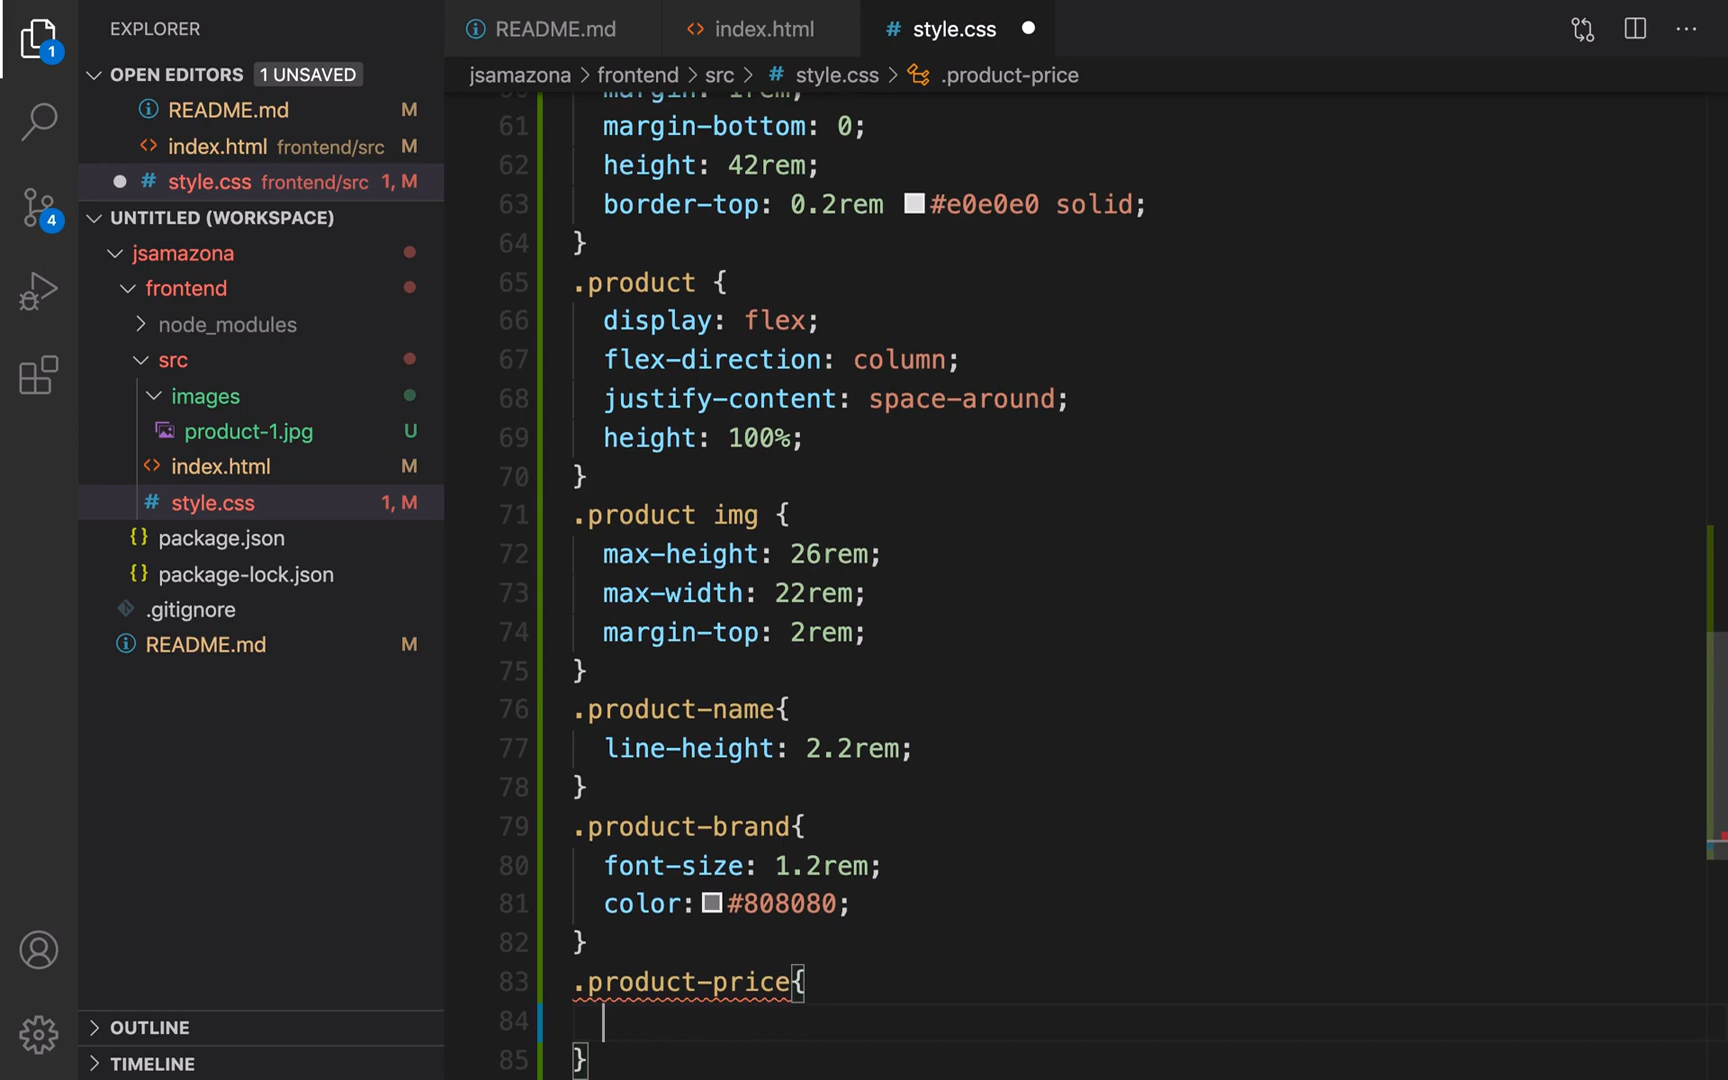 EXPLORER
OPEN EDITORS 1 UNSAVED
README.md M
index.html frontend/src M
# style.css frontend/src 1, M
UNTITLED (WORKSPACE)
jsamazona
frontend
node_modules
src
images
product-1.jpg U
<> index.html M
# style.css 1, M
{} package.json
{} package-lock.json
.gitignore
README.md M
OUTLINE
TIMELINE
1
4
README.md
<> index.html
# style.css
jsamazona > frontend > src > # style.css > .product-price
60 margin: 1rem;
61 margin-bottom: 0;
62 height: 42rem;
63 border-top: 0.2rem #e0e0e0 solid;
64 }
65 .product {
66 display: flex;
67 flex-direction: column;
68 justify-content: space-around;
69 height: 100%;
70 }
71 .product img {
72 max-height: 26rem;
73 max-width: 22rem;
74 margin-top: 2rem;
75 }
76 .product-name{
77 line-height: 2.2rem;
78 }
79 .product-brand{
80 font-size: 1.2rem;
81 color: #808080;
82 }
83 .product-price{
84
85 }